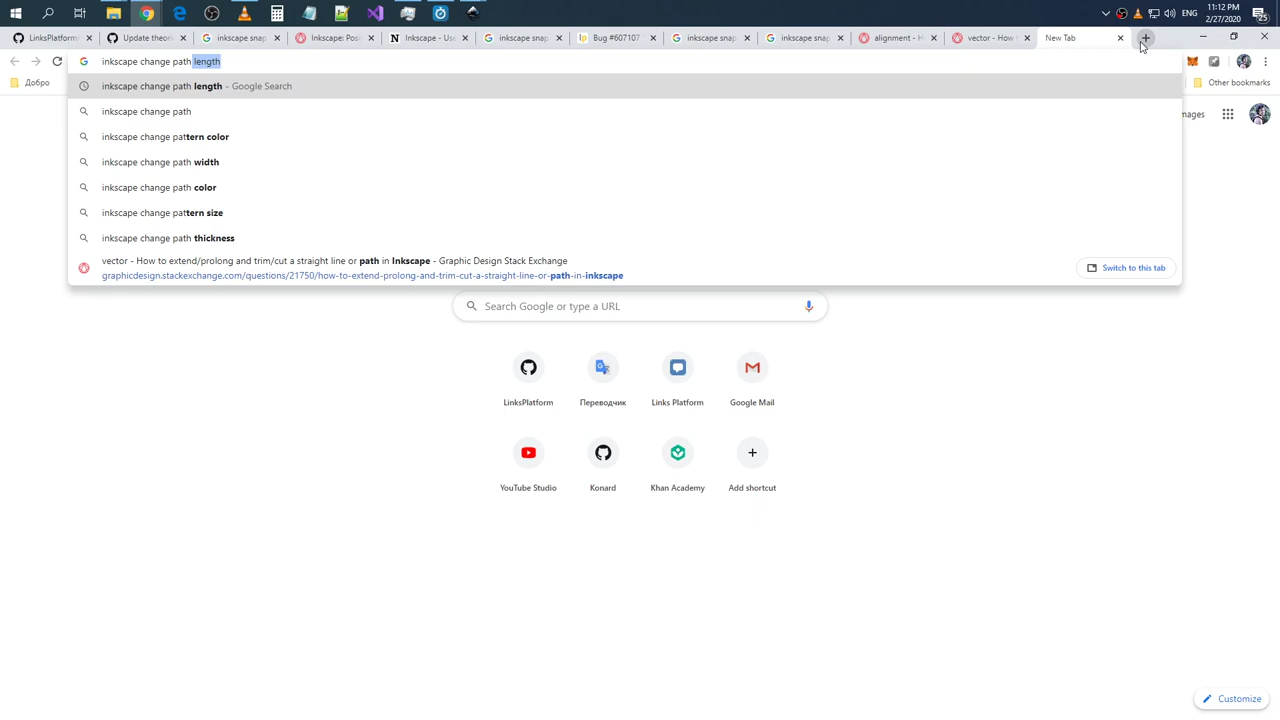 ENG
11:12 PM
2/27/2020
25
LinksPlatform
Update theori
inkscape snap
Inkscape: Posi
Inkscape - Use
inkscape snap
Bug #607107
inkscape snap
inkscape snap
alignment - H
vector - How t
New Tab
inkscape change path length
Добро
Other bookmarks
inkscape change path length - Google Search
inkscape change path
inkscape change pattern color
inkscape change path width
inkscape change path color
inkscape change pattern size
inkscape change path thickness
vector - How to extend/prolong and trim/cut a straight line or path in Inkscape - Graphic Design Stack Exchange
graphicdesign.stackexchange.com/questions/21750/how-to-extend-prolong-and-trim-cut-a-straight-line-or-path-in-inkscape
Switch to this tab
mages
Search Google or type a URL
LinksPlatform
Переводчик
Links Platform
Google Mail
YouTube Studio
Konard
Khan Academy
Add shortcut
Customize